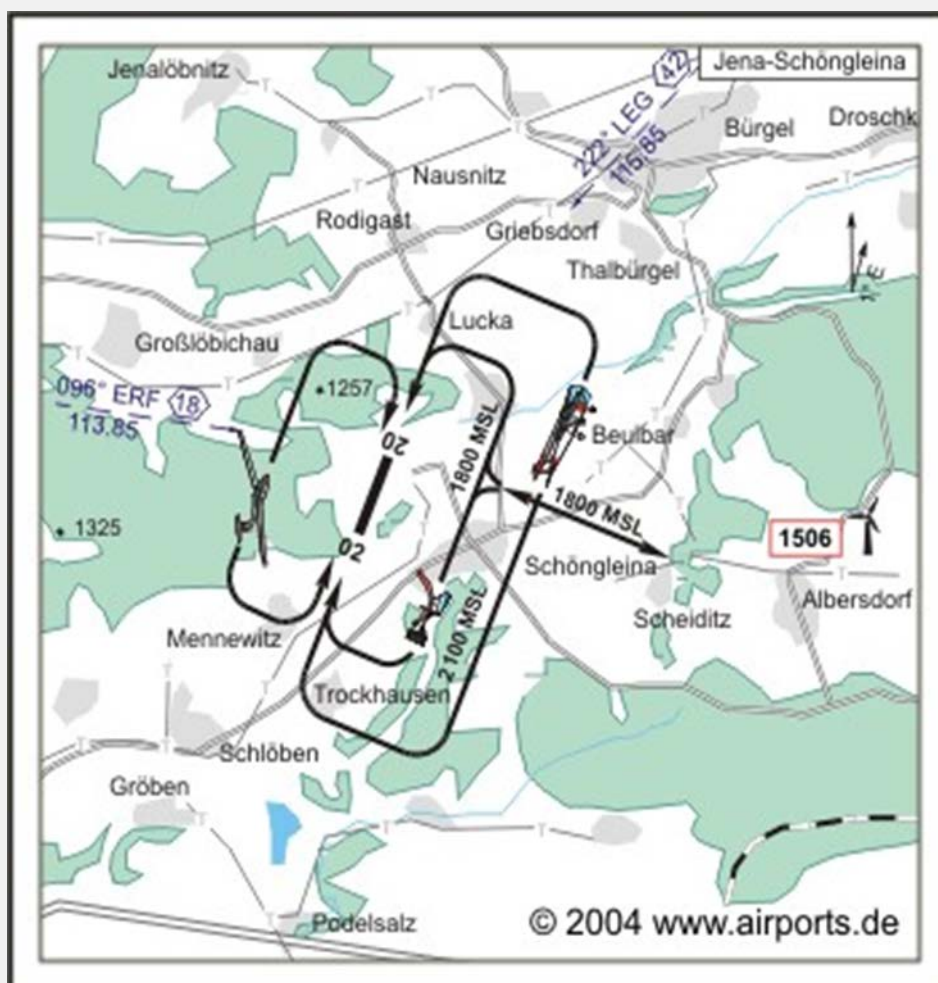 Jenalöbnitz
Jena-Schöngleina
42
222° LEG
115.85
Bürgel
Droschk
Nausnitz
Rodigast
Griebsdorf
Thalbürgel
1° E
Lucka
Großlöbichau
096° ERF 18
113.85
1257
20
Beulbar
1800 MSL
1800 MSL
1325
02
1506
Schöngleina
Albersdorf
Scheiditz
Mennewitz
2100 MSL
Trockhausen
Schlöben
Gröben
Podelsalz
© 2004 www.airports.de